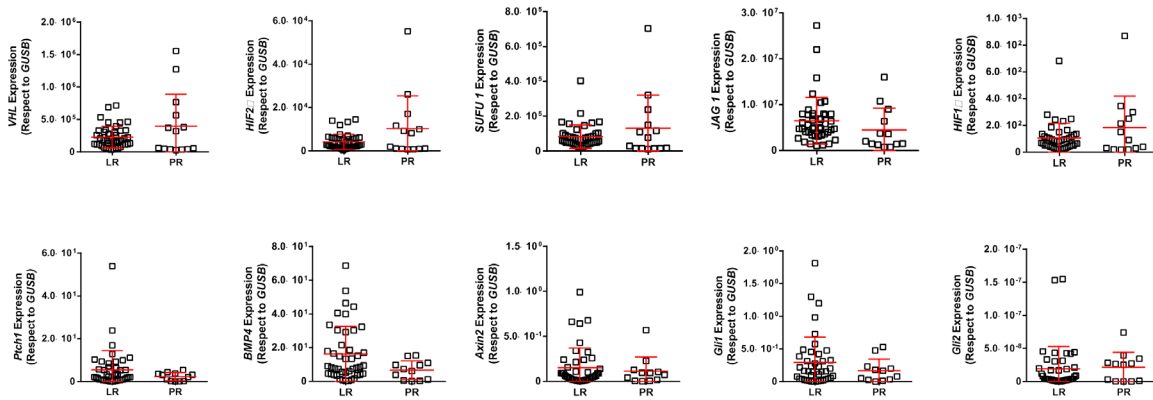 VHL Expression
(Respect to GUSB)
2.0·10⁶
1.5·10⁶
1.0·10⁶
5.0·10⁵
0
LR PR
HIF2□ Expression
(Respect to GUSB)
6.0·10⁴
4.0·10⁴
2.0·10⁴
0
LR PR
SUFU 1 Expression
(Respect to GUSB)
8.0·10⁵
6.0·10⁵
4.0·10⁵
2.0·10⁵
0
LR PR
JAG 1 Expression
(Respect to GUSB)
3.0·10⁷
2.0·10⁷
1.0·10⁷
0
LR PR
HIF1□ Expression
(Respect to GUSB)
1.0·10³
8.0·10²
6.0·10²
4.0·10²
2.0·10²
0
LR PR
Ptch1 Expression
(Respect to GUSB)
6.0·10¹
4.0·10¹
2.0·10¹
0
LR PR
BMP4 Expression
(Respect to GUSB)
8.0·10¹
6.0·10¹
4.0·10¹
2.0·10¹
0
LR PR
Axin2 Expression
(Respect to GUSB)
1.5·10⁰
1.0·10⁰
5.0·10⁻¹
0
LR PR
Gli1 Expression
(Respect to GUSB)
2.0·10⁰
1.5·10⁰
1.0·10⁰
5.0·10⁻¹
0
LR PR
Gli2 Expression
(Respect to GUSB)
2.0·10⁻⁷
1.5·10⁻⁷
1.0·10⁻⁷
5.0·10⁻⁸
0
LR PR